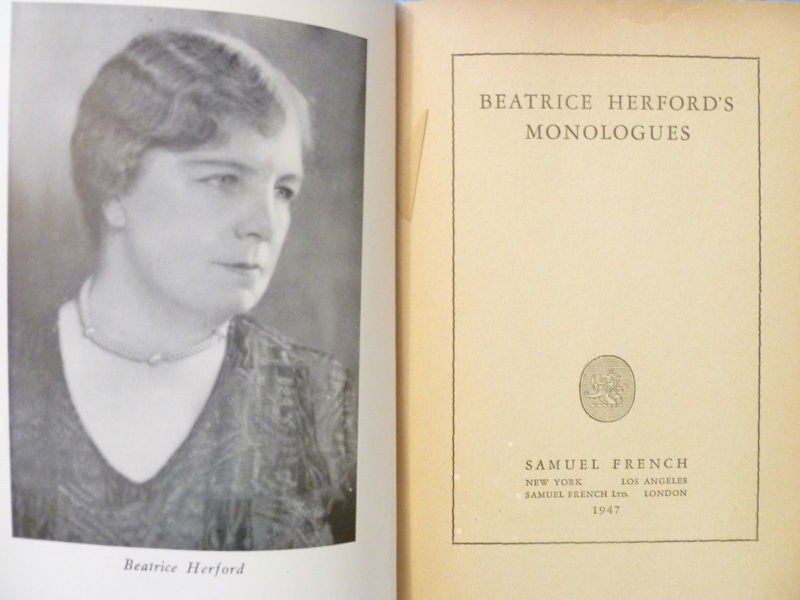 Beatrice Herford
BEATRICE HERFORD'S
MONOLOGUES
SAMUEL FRENCH
NEW YORK LOS ANGELES
SAMUEL FRENCH LTD. LONDON
1947